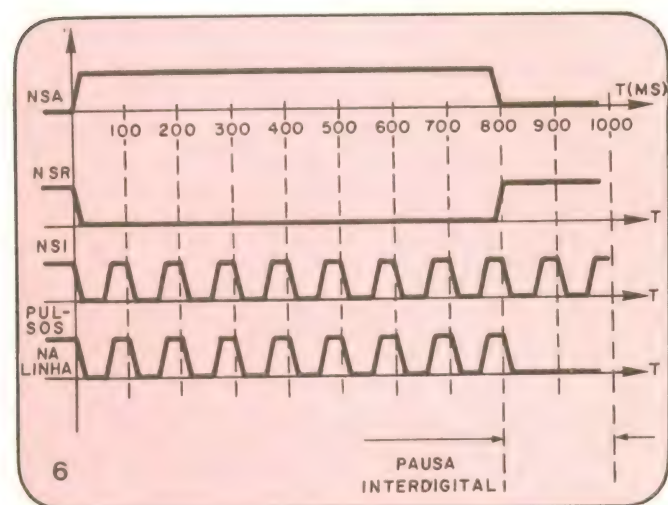 NSA
T(MS)
100 200 300 400 500 600 700 800 900 1000
NSR
T
NSI
T
PUL-
SOS
NA
LINHA
T
PAUSA
INTERDIGITAL
6